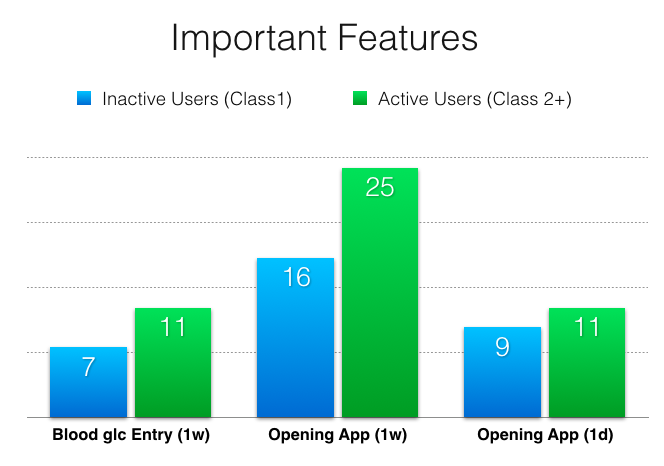 Important Features
Inactive Users (Class1)
Active Users (Class 2+)
7
11
16
25
9
11
Blood glc Entry (1w)
Opening App (1w)
Opening App (1d)